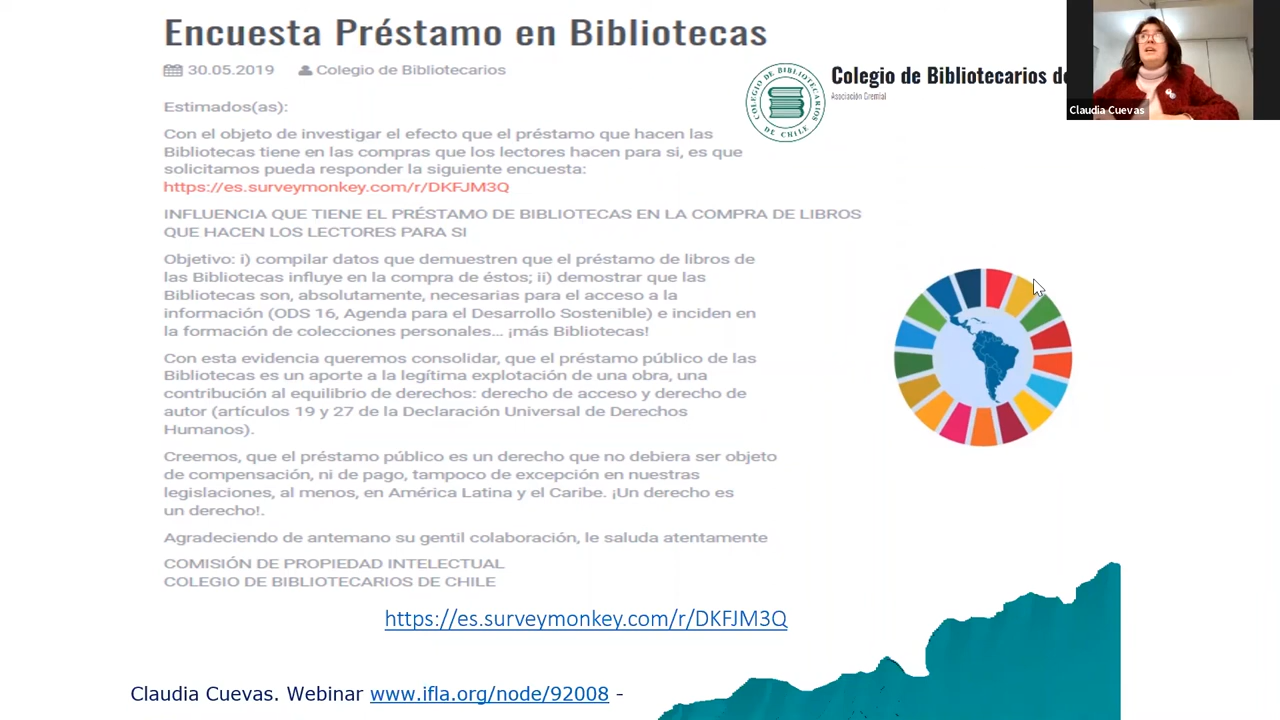 Encuesta Préstamo en Bibliotecas
30.05.2019 Colegio de Bibliotecarios
Estimados(as):
Con el objeto de investigar el efecto que el préstamo que hacen las
Bibliotecas tiene en las compras que los lectores hacen para si, es que
solicitamos pueda responder la siguiente encuesta:
https://es.surveymonkey.com/r/DKFJM3Q
INFLUENCIA QUE TIENE EL PRÉSTAMO DE BIBLIOTECAS EN LA COMPRA DE LIBROS
QUE HACEN LOS LECTORES PARA SI
Objetivo: i) compilar datos que demuestren que el préstamo de libros de
las Bibliotecas influye en la compra de éstos; ii) demostrar que las
Bibliotecas son, absolutamente, necesarias para el acceso a la
información (ODS 16, Agenda para el Desarrollo Sostenible) e inciden en
la formación de colecciones personales... ¡más Bibliotecas!
Con esta evidencia queremos consolidar, que el préstamo público de las
Bibliotecas es un aporte a la legítima explotación de una obra, una
contribución al equilibrio de derechos: derecho de acceso y derecho de
autor (artículos 19 y 27 de la Declaración Universal de Derechos
Humanos).
Creemos, que el préstamo público es un derecho que no debiera ser objeto
de compensación, ni de pago, tampoco de excepción en nuestras
legislaciones, al menos, en América Latina y el Caribe. ¡Un derecho es
un derecho!.
Agradeciendo de antemano su gentil colaboración, le saluda atentamente
COMISIÓN DE PROPIEDAD INTELECTUAL
COLEGIO DE BIBLIOTECARIOS DE CHILE
https://es.surveymonkey.com/r/DKFJM3Q
Claudia Cuevas. Webinar www.ifla.org/node/92008 -
COLEGIO DE BIBLIOTECARIOS
DE CHILE
Colegio de Bibliotecarios de
Asociación Gremial
Claudia Cuevas